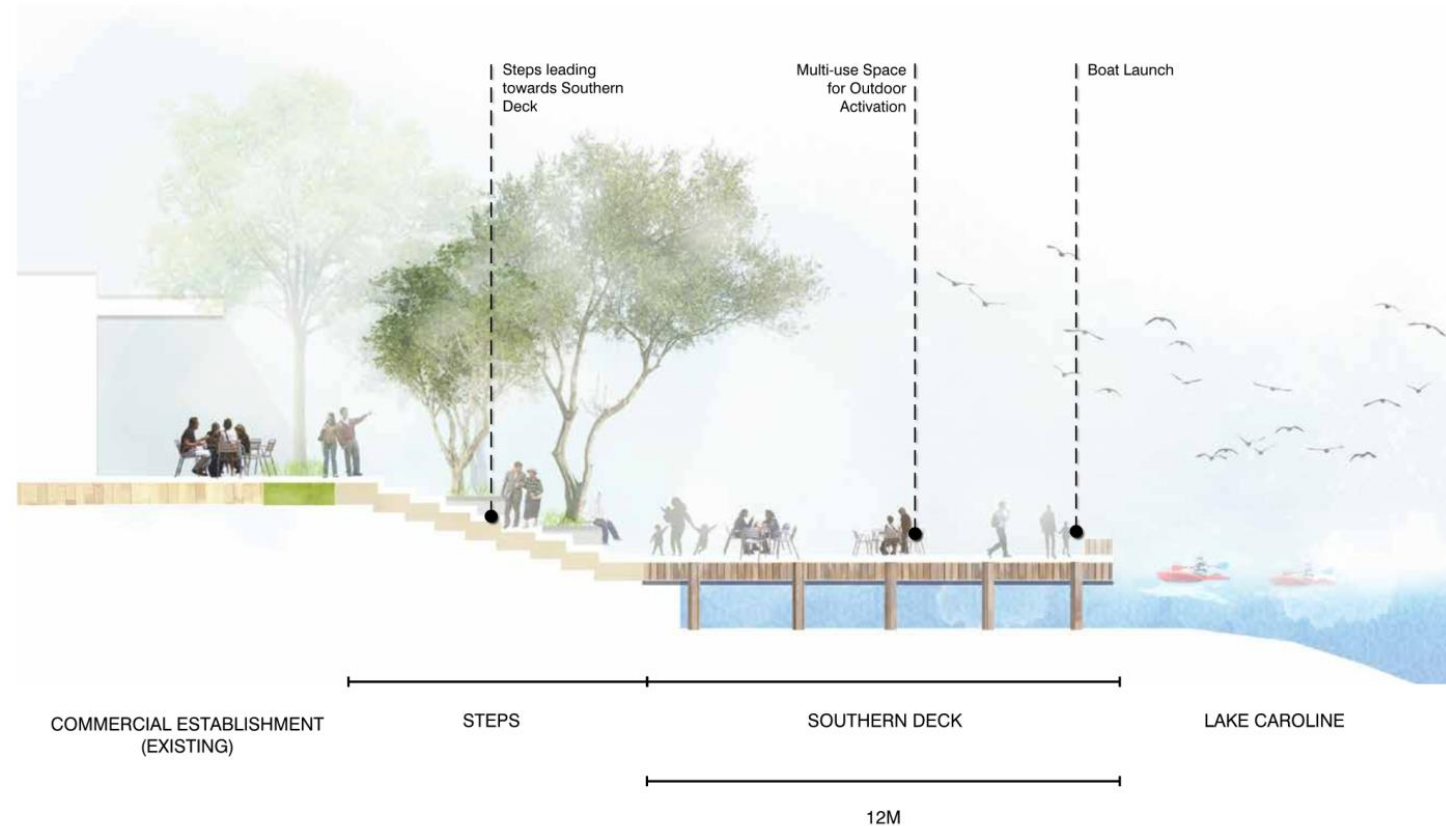 Steps leading
towards Southern
Deck
Multi-use Space
for Outdoor
Activation
Boat Launch
COMMERCIAL ESTABLISHMENT
(EXISTING)
STEPS
SOUTHERN DECK
LAKE CAROLINE
12M